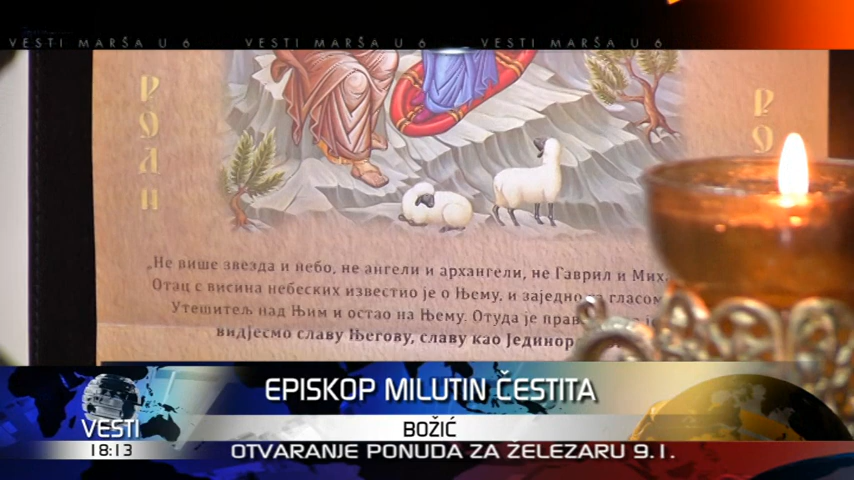 VESTI MARŠA U 6 VESTI MARŠA U 6 VESTI MARŠA U 6
„Не више звезда и небо, не ангели и архангели, не Гаврил и Мих
Отац с висина небеских известио је о Њему, и заједно са гласом
Утешитељ над Њим и остао на Њему. Отуда је
видјесмо славу Његову, славу као
EPISKOP MILUTIN ČESTITA
BOŽIĆ
VESTI
18:13
OTVARANJE PONUDA ZA ŽELEZARU 9.1.